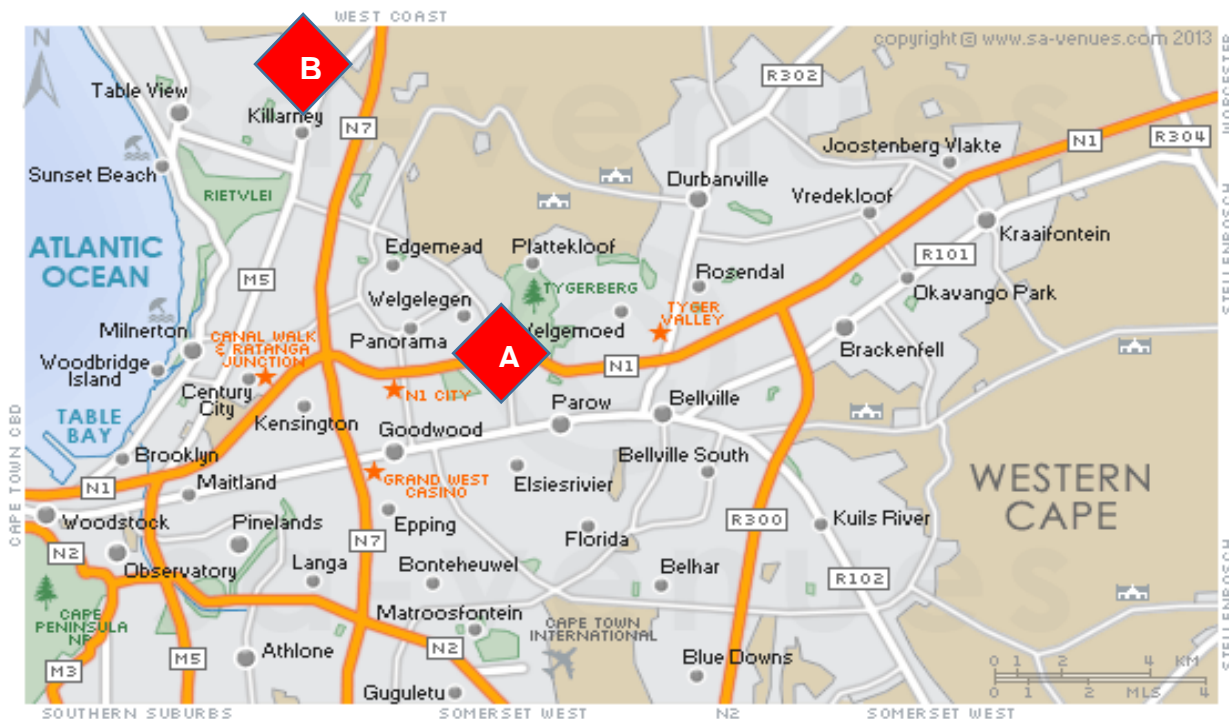 WEST COAST
N
copyright © www.sa-venues.com 2013
B
R302
Table View
Killarney
N7
N1
R304
WORCESTER
Joostenberg Vlakte
Sunset Beach
Durbanville
RIETVLEI
Vredekloof
STELLENBOSCH
ATLANTIC
OCEAN
Edgemead
Plattekloof
Kraaifontein
R101
M5
TYGERBERG
Rosendal
Okavango Park
Welgelegen
TYGER
VALLEY
Milnerton
CANAL WALK
& RATANGA
JUNCTION
Panorama
A
elgemoed
Woodbridge
Island
N1
Brackenfell
Century
City
N1 CITY
Parow
Bellville
TABLE
BAY
Kensington
Goodwood
CAPE TOWN CBD
Brooklyn
Bellville South
WESTERN
CAPE
N1
Maitland
GRAND WEST
CASINO
Elsiesrivier
Woodstock
Pinelands
Epping
R300
Kuils River
N2
N7
Florida
Observatory
Langa
Bonteheuwel
Belhar
R102
STELLENBOSCH
CAPE
PENINSULA
NP
Matroosfontein
CAPE TOWN
INTERNATIONAL
M5
Athlone
N2
Blue Downs
M3
0 1 2 4 KM
Guguletu
0 1 2 4
MLS
SOUTHERN SUBURBS
SOMERSET WEST
N2
SOMERSET WEST